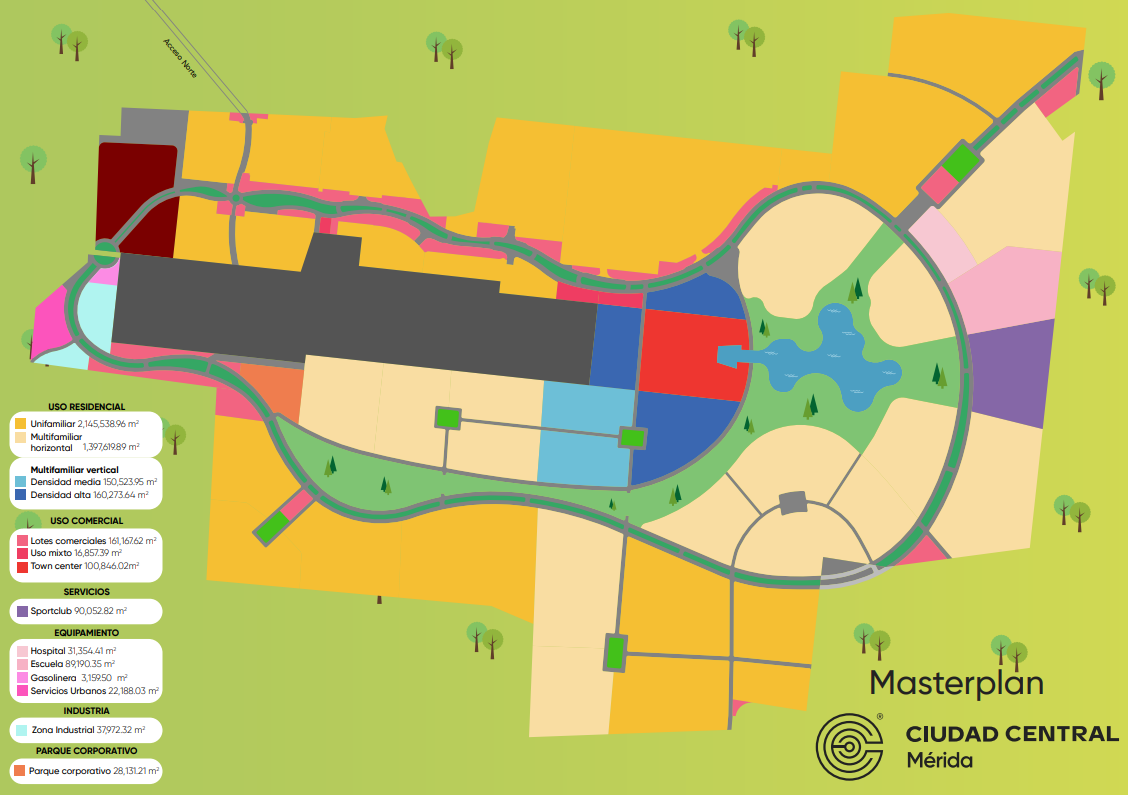 Acceso Norte
USO RESIDENCIAL
Unifamiliar 2,145,538.96 m²
Multifamiliar
horizontal 1,397,619.89 m²
Multifamiliar vertical
Densidad media 150,523.95 m²
Densidad alta 160,273.64 m²
USO COMERCIAL
Lotes comerciales 161,167.62 m²
Uso mixto 16,857.39 m²
Town center 100,846.02m²
SERVICIOS
Sportclub 90,052.82 m²
EQUIPAMIENTO
Hospital 31,354.41 m²
Escuela 89,190.35 m²
Gasolinera 3,159.50 m²
Servicios Urbanos 22,188.03 m²
INDUSTRIA
Zona Industrial 37,972.32 m²
PARQUE CORPORATIVO
Parque corporativo 28,131.21 m²
Masterplan
®
CIUDAD CENTRAL
Mérida